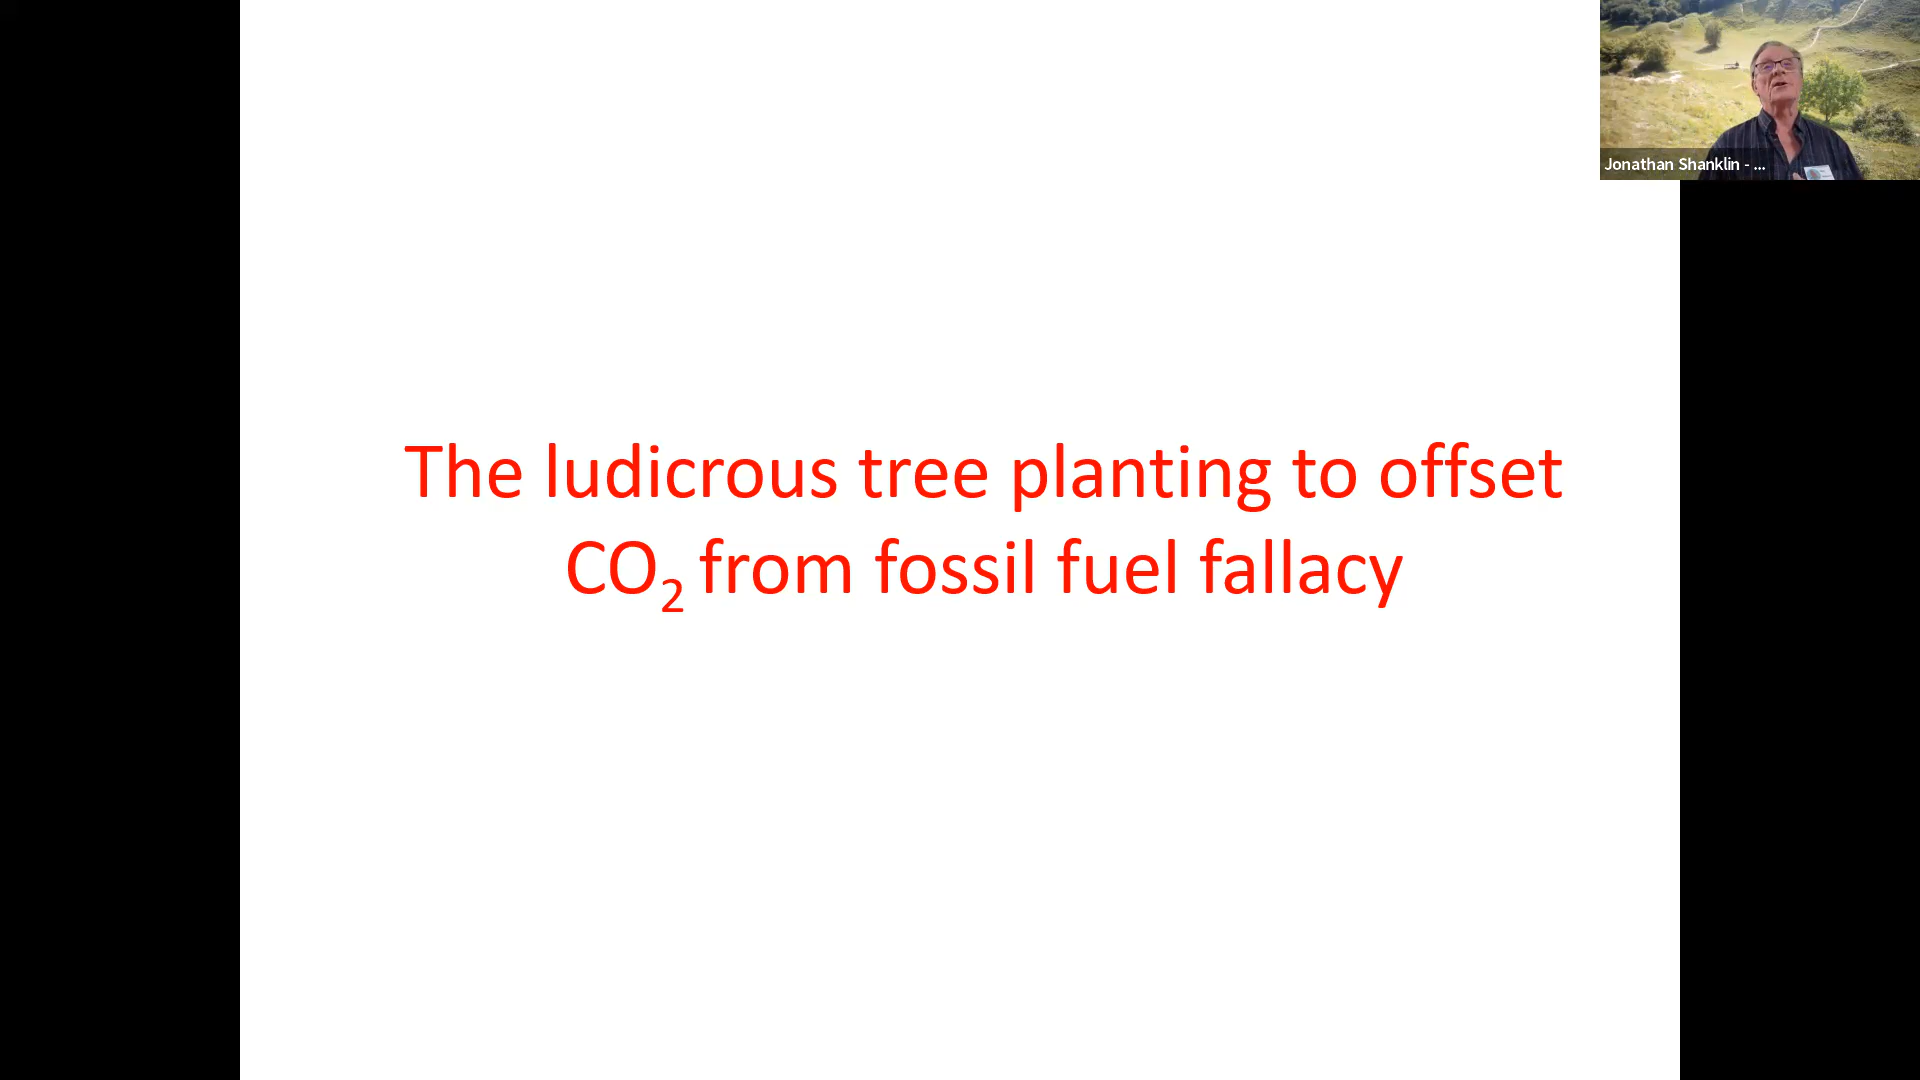 Jonathan Shanklin - ...
The ludicrous tree planting to offset
CO₂ from fossil fuel fallacy